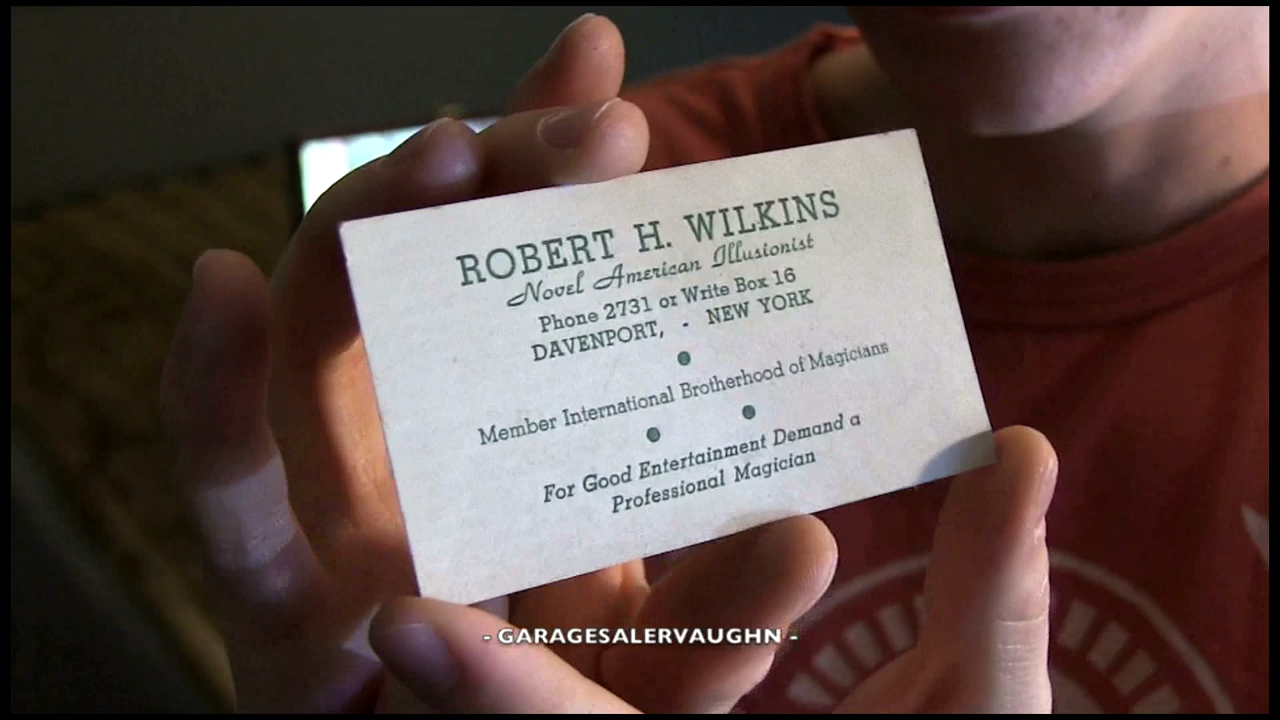 ROBERT H. WILKINS
Novel American Illusionist
Phone 2731 or Write Box 16
DAVENPORT, - NEW YORK
Member International Brotherhood of Magicians
For Good Entertainment Demand a
Professional Magician
- GARAGESALERVAUGHN -